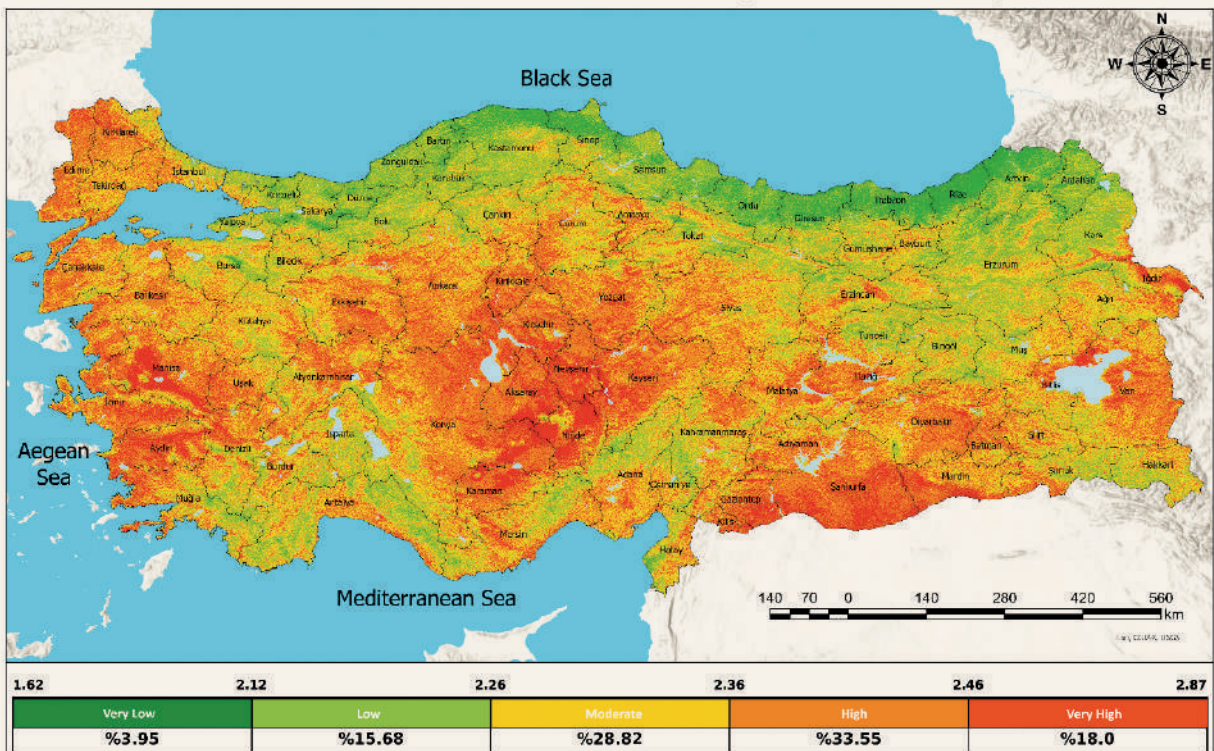 N
W E
S
Black Sea
Kırklareli
Edirne
Tekirdağ
İstanbul
Kocaeli
Yalova
Sakarya
Düzce
Zonguldak
Bartın
Karabük
Kastamonu
Sinop
Samsun
Ordu
Giresun
Trabzon
Rize
Artvin
Ardahan
Bolu
Çankırı
Çorum
Amasya
Tokat
Gümüşhane
Bayburt
Erzurum
Kars
Iğdır
Ağrı
Çanakkale
Balıkesir
Bursa
Bilecik
Eskişehir
Ankara
Kırıkkale
Yozgat
Sivas
Erzincan
Tunceli
Bingöl
Muş
Bitlis
Van
Kütahya
Manisa
Uşak
Afyonkarahisar
Kırşehir
Nevşehir
Kayseri
Malatya
Elazığ
İzmir
Aksaray
Niğde
Konya
Aydın
Denizli
Isparta
Burdur
Kahramanmaraş
Adıyaman
Diyarbakır
Batman
Siirt
Şırnak
Hakkari
Mardin
Şanlıurfa
Gaziantep
Kilis
Adana
Osmaniye
Karaman
Mersin
Antalya
Muğla
Hatay
Aegean
Sea
Mediterranean Sea
140 70 0 140 280 420 560
km
1.62 2.12 2.26 2.36 2.46 2.87
Very Low Low Moderate High Very High
%3.95 %15.68 %28.82 %33.55 %18.0